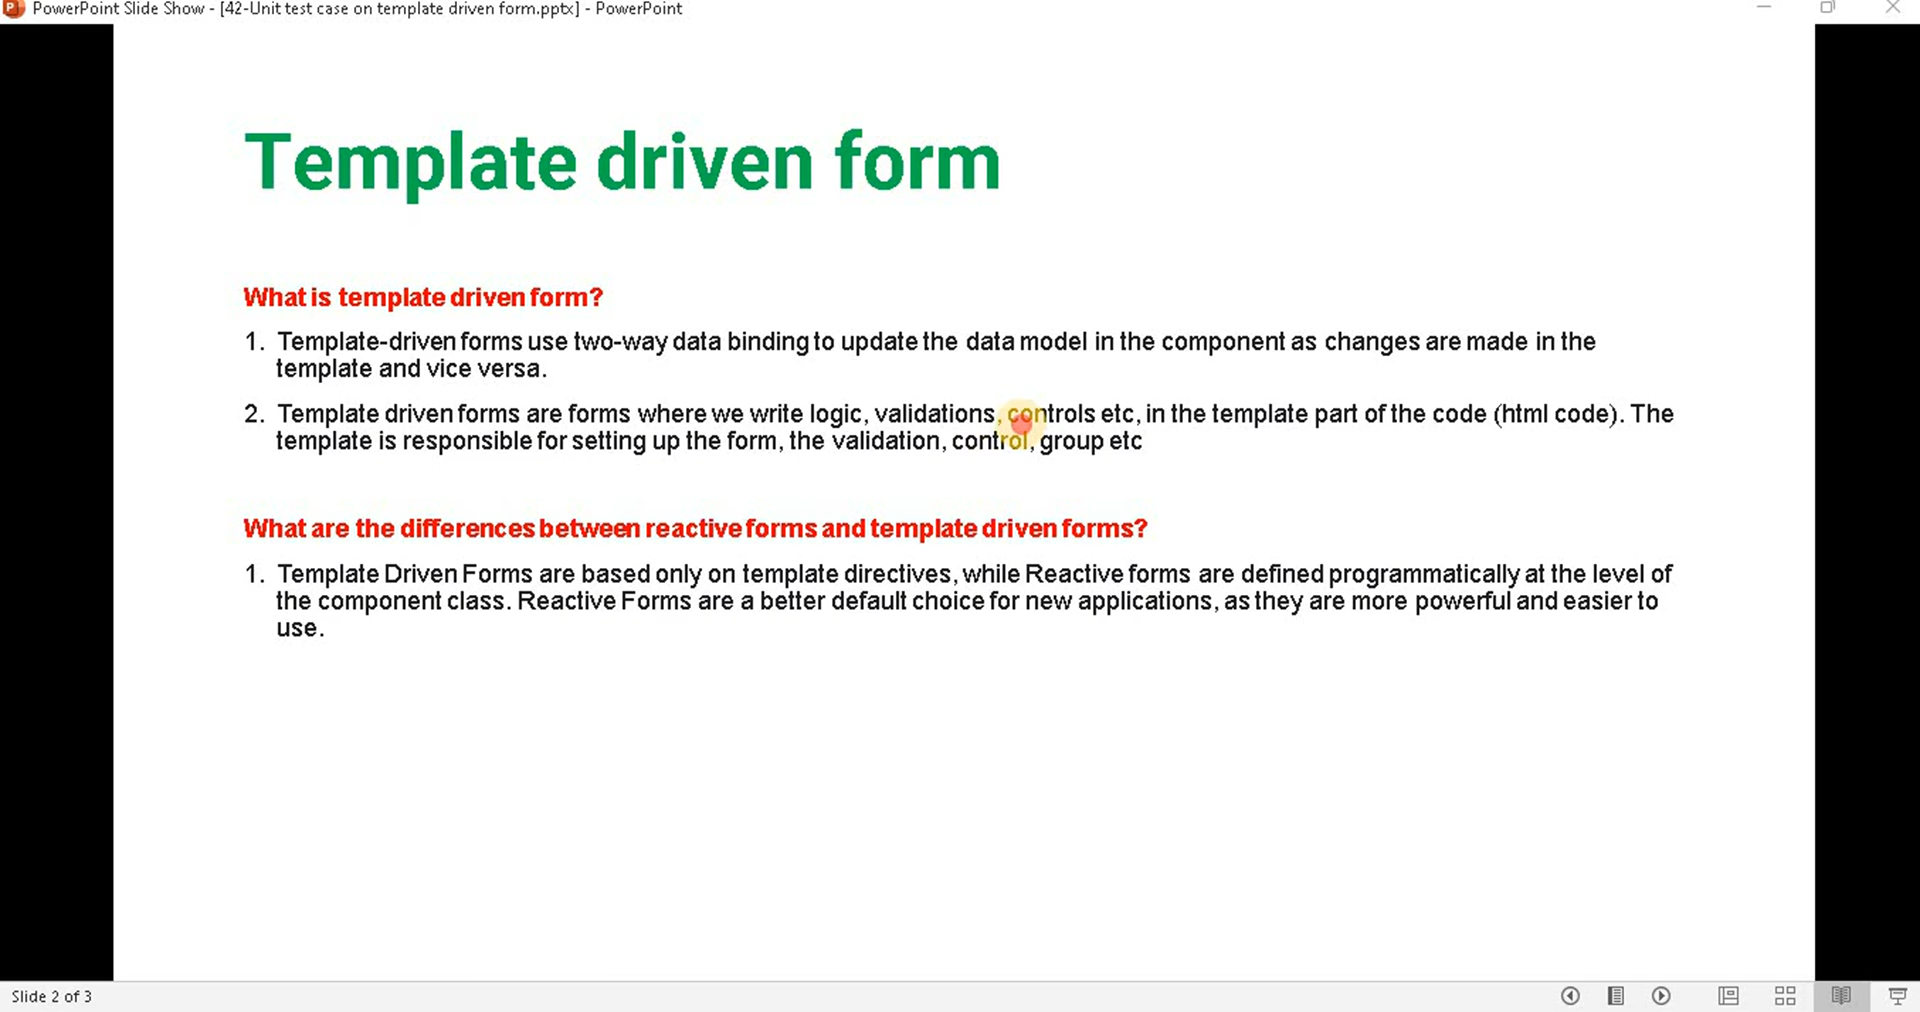 PowerPoint Slide Show - [42-Unit test case on template driven form.pptx] - PowerPoint
Template driven form
What is template driven form?
1. Template-driven forms use two-way data binding to update the data model in the component as changes are made in the
template and vice versa.
2. Template driven forms are forms where we write logic, validations, controls etc, in the template part of the code (html code). The
template is responsible for setting up the form, the validation, control, group etc
What are the differences between reactive forms and template driven forms?
1. Template Driven Forms are based only on template directives, while Reactive forms are defined programmatically at the level of
the component class. Reactive Forms are a better default choice for new applications, as they are more powerful and easier to
use.
Slide 2 of 3